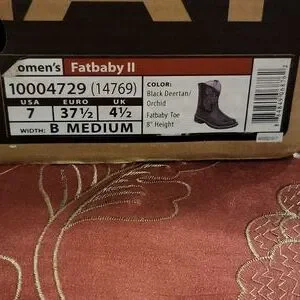 omen's Fatbaby II
10004729 (14769)
USA EURO UK
7 37½ 4½
WIDTH: B MEDIUM
COLOR:
Black Deertan/
Orchid
Fatbaby Toe
8" Height